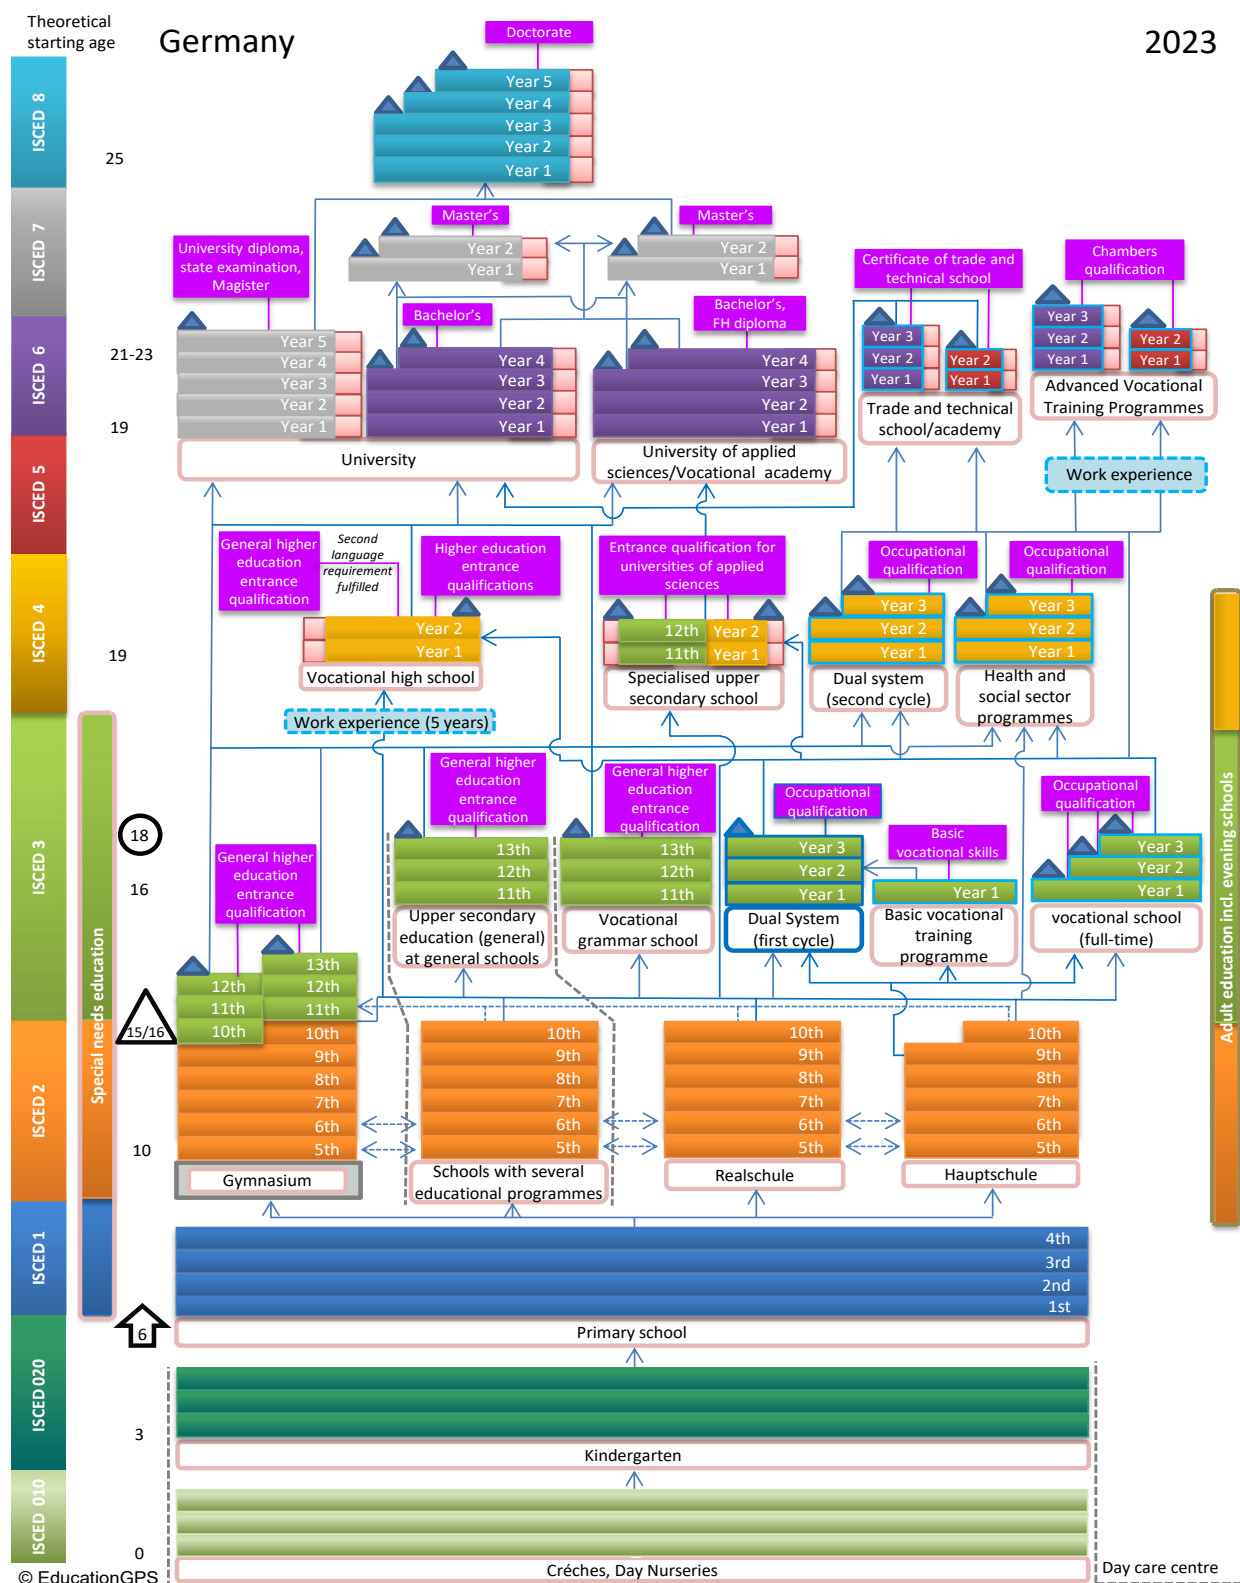 Theoretical
starting age
Germany
2023
Doctorate
Year 5
Year 4
Year 3
Year 2
Year 1
ISCED 8
25
Master's
Master's
Year 2
Year 1
Year 2
Year 1
ISCED 7
University diploma,
state examination,
Magister
Certificate of trade and
technical school
Chambers
qualification
Bachelor's
Bachelor's,
FH diploma
Year 5
Year 4
Year 3
Year 2
Year 1
Year 4
Year 3
Year 2
Year 1
Year 4
Year 3
Year 2
Year 1
Year 3
Year 2
Year 1
Year 2
Year 1
Year 3
Year 2
Year 1
Year 2
Year 1
ISCED 6
21-23
19
University
University of applied
sciences/Vocational academy
Trade and technical
school/academy
Advanced Vocational
Training Programmes
Work experience
ISCED 5
General higher
education
entrance
qualification
Second
language
requirement
fulfilled
Higher education
entrance
qualifications
Entrance qualification for
universities of applied
sciences
Occupational
qualification
Occupational
qualification
ISCED 4
19
Year 2
Year 1
12th
11th
Year 2
Year 1
Year 3
Year 2
Year 1
Year 3
Year 2
Year 1
Vocational high school
Specialised upper
secondary school
Dual system
(second cycle)
Health and
social sector
programmes
Work experience (5 years)
ISCED 3
18
16
General higher
education
entrance
qualification
General higher
education
entrance
qualification
General higher
education
entrance
qualification
Occupational
qualification
Basic
vocational skills
Occupational
qualification
13th
12th
11th
13th
12th
11th
Year 3
Year 2
Year 1
Year 1
Year 3
Year 2
Year 1
Upper secondary
education (general)
at general schools
Vocational
grammar school
Dual System
(first cycle)
Basic vocational
training
programme
vocational school
(full-time)
12th
11th
10th
13th
12th
11th
15/16
Special needs education
Adult education incl. evening schools
ISCED 2
10
10th
9th
8th
7th
6th
5th
10th
9th
8th
7th
6th
5th
10th
9th
8th
7th
6th
5th
10th
9th
8th
7th
6th
5th
Gymnasium
Schools with several
educational programmes
Realschule
Hauptschule
ISCED 1
4th
3rd
2nd
1st
6
Primary school
ISCED 020
3
Kindergarten
ISCED 010
0
Créches, Day Nurseries
Day care centre
© EducationGPS